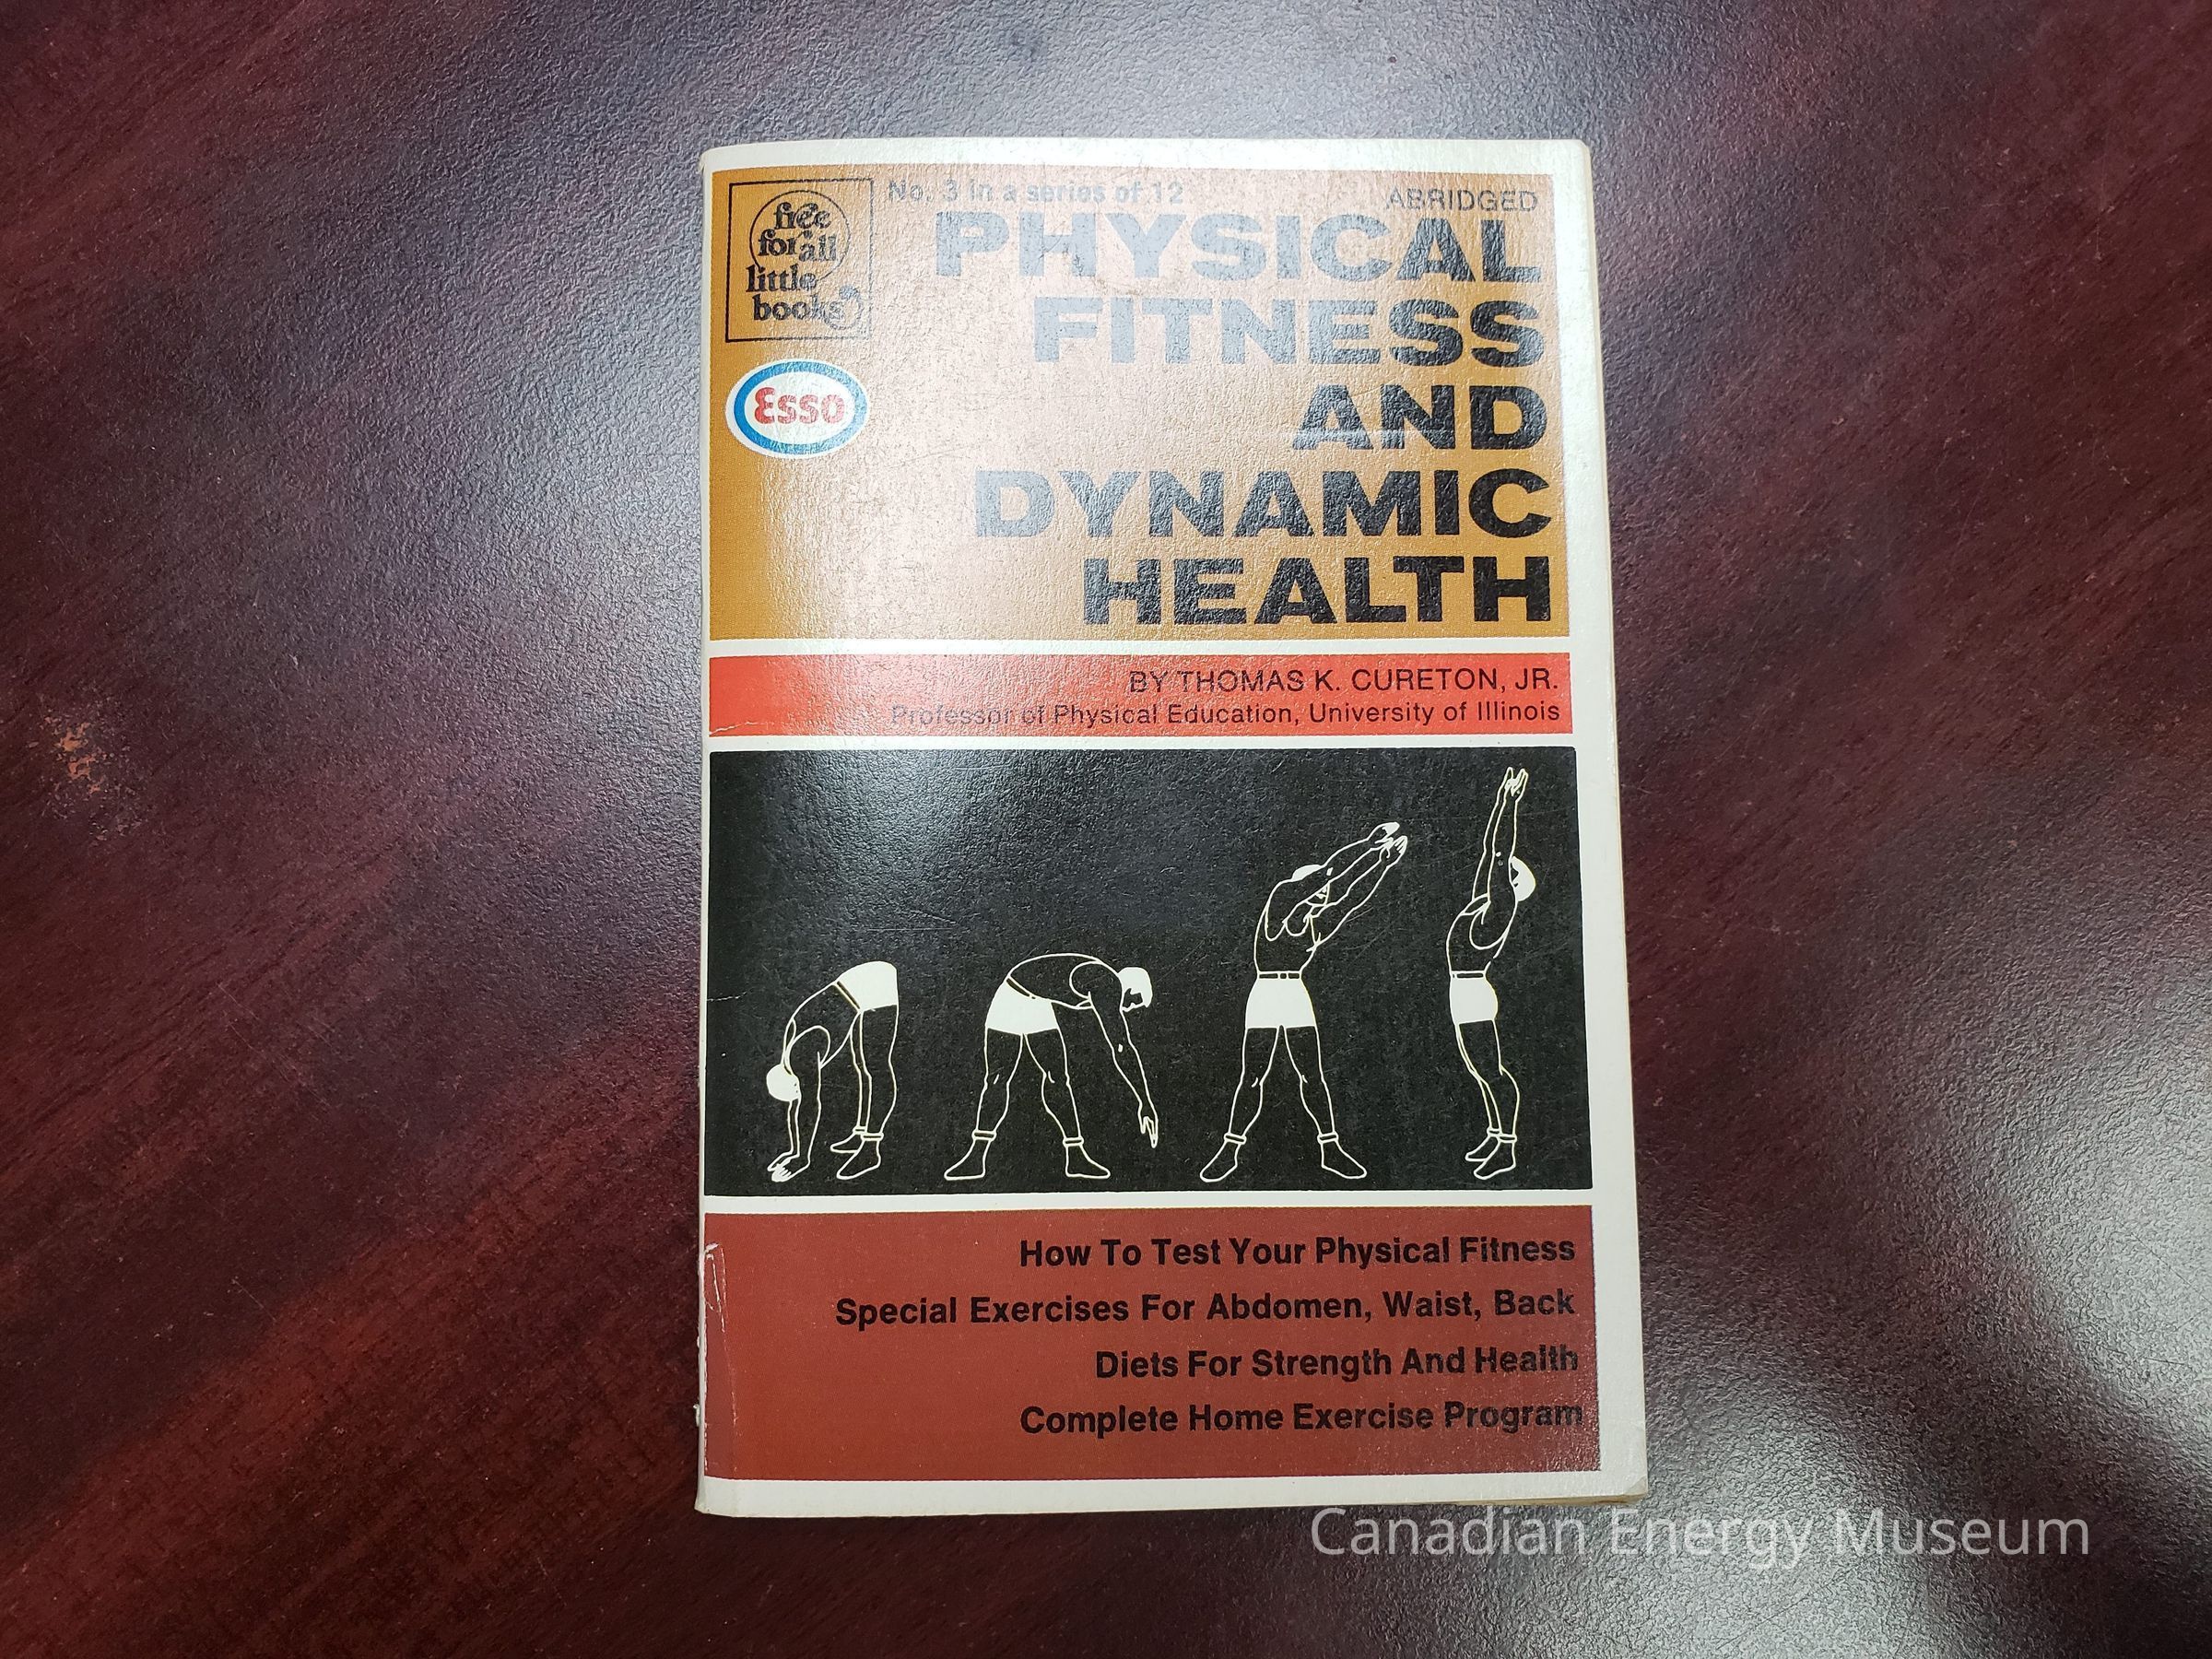 No. 3 in a series of 12
ABRIDGED
free
for all
little
books
Esso
PHYSICAL
FITNESS
AND
DYNAMIC
HEALTH
BY THOMAS K. CURETON, JR.
Professor of Physical Education, University of Illinois
How To Test Your Physical Fitness
Special Exercises For Abdomen, Waist, Back
Diets For Strength And Health
Complete Home Exercise Program
Canadian Energy Museum